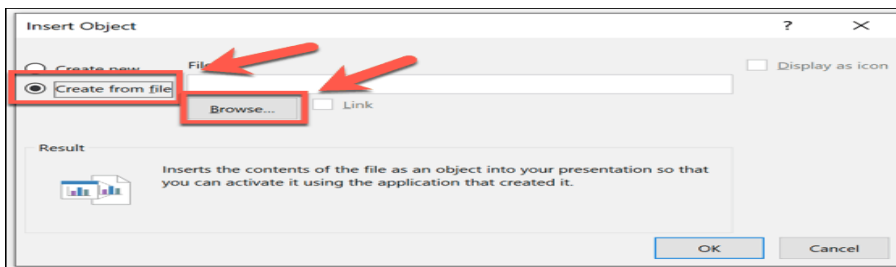 Insert Object
?
Create new
File
Display as icon
Create from file
Browse...
Link
Result
Inserts the contents of the file as an object into your presentation so that
you can activate it using the application that created it.
OK
Cancel